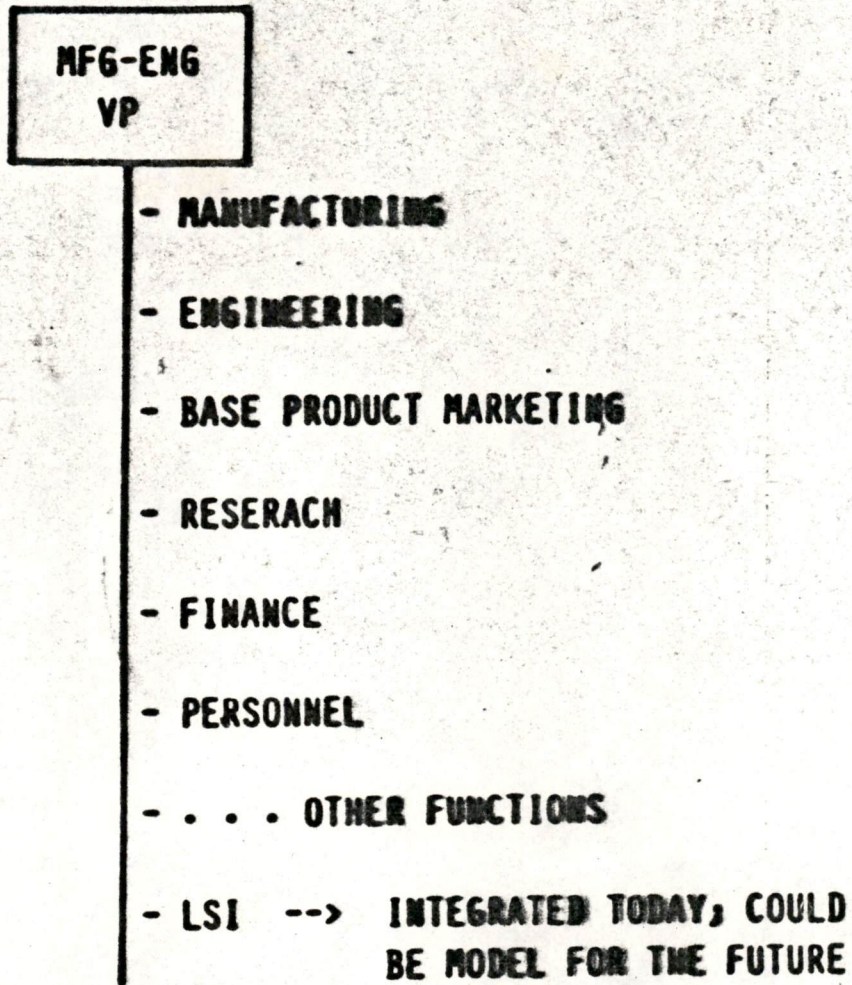 MFG-ENG
VP
- MANUFACTURING
- ENGINEERING
- BASE PRODUCT MARKETING
- RESERACH
- FINANCE
- PERSONNEL
- . . . OTHER FUNCTIONS
- LSI --> INTEGRATED TODAY; COULD
BE MODEL FOR THE FUTURE